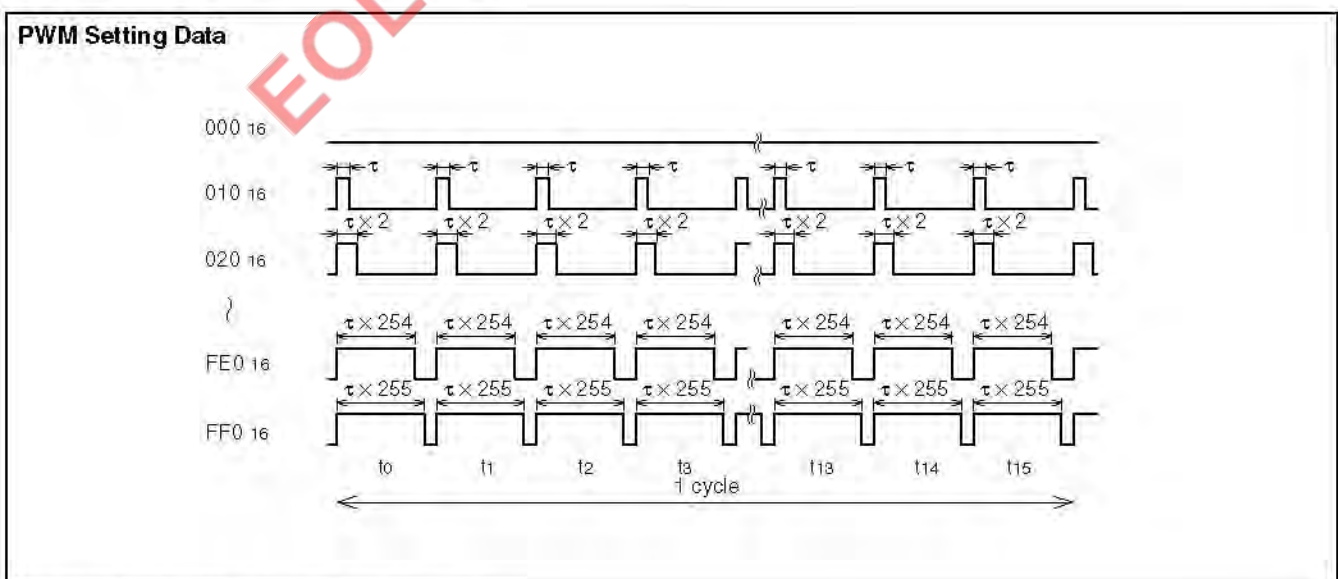 EOL
PWM Setting Data
000 16
τ τ τ τ τ τ τ
010 16
τ × 2 τ × 2 τ × 2 τ × 2 τ × 2 τ × 2 τ × 2
020 16
τ × 254 τ × 254 τ × 254 τ × 254 τ × 254 τ × 254 τ × 254
FE0 16
τ × 255 τ × 255 τ × 255 τ × 255 τ × 255 τ × 255 τ × 255
FF0 16
t0 t1 t2 t3 t13 t14 t15
1 cycle